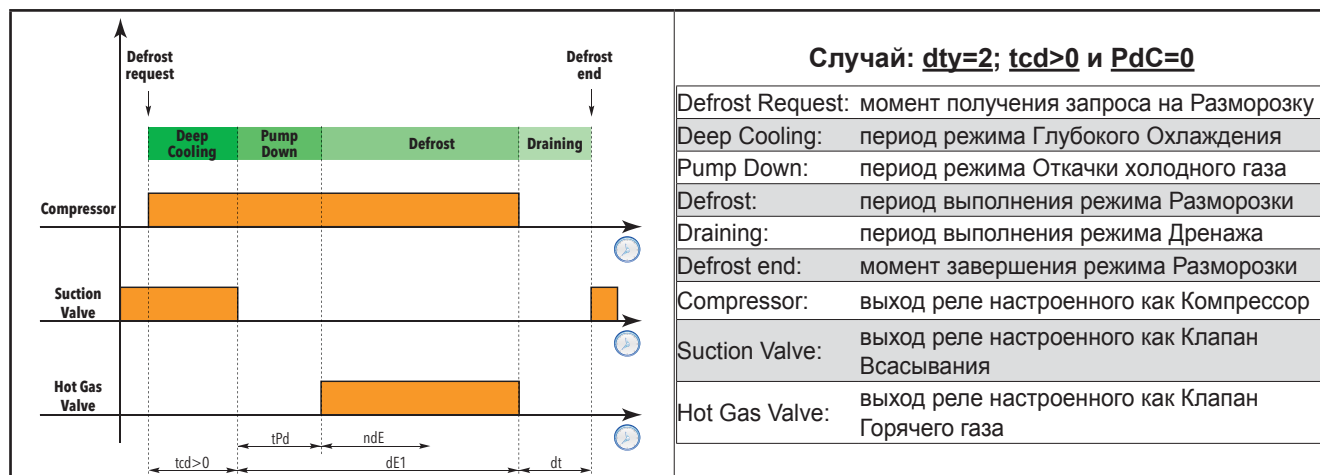 Defrost
request
Defrost
end
Deep
Cooling
Pump
Down
Defrost
Draining
Compressor
Suction
Valve
Hot Gas
Valve
tPd
ndE
tcd>0
dE1
dt
Случай: dty=2; tcd>0 и PdC=0
Defrost Request: момент получения запроса на Разморозку
Deep Cooling: период режима Глубокого Охлаждения
Pump Down: период режима Откачки холодного газа
Defrost: период выполнения режима Разморозки
Draining: период выполнения режима Дренажа
Defrost end: момент завершения режима Разморозки
Compressor: выход реле настроенного как Компрессор
Suction Valve: выход реле настроенного как Клапан
Всасывания
Hot Gas Valve: выход реле настроенного как Клапан
Горячего газа